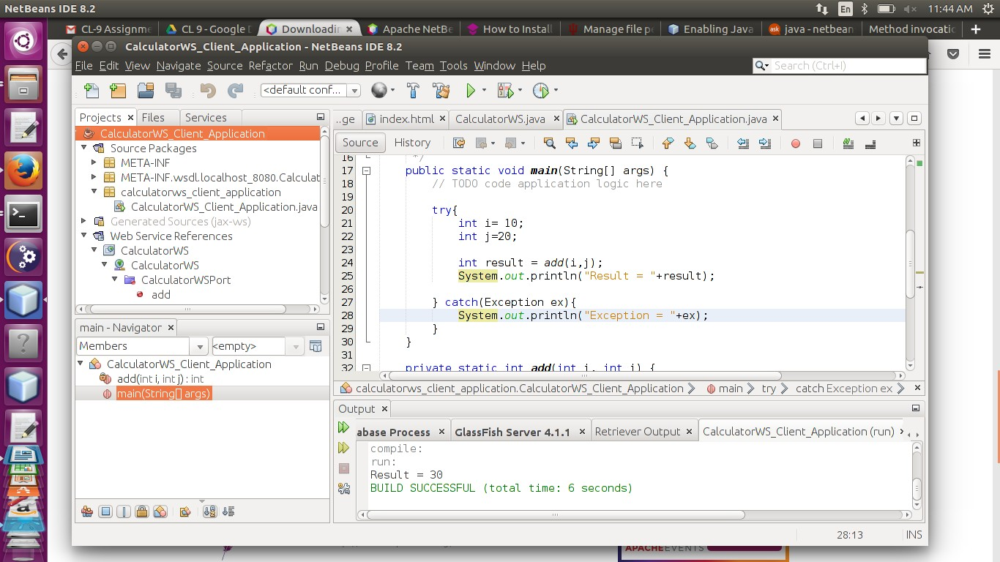 NetBeans IDE 8.2
En
11:44 AM
CL-9 Assignme
CL 9 - Google D
Downloadin
Apache NetBe
How to Install
Manage file pe
Enabling Java
ask java - netbean
Method invocatio
CalculatorWS_Client_Application - NetBeans IDE 8.2
File Edit View Navigate Source Refactor Run Debug Profile Team Tools Window Help
Search (Ctrl+I)
<default conf...
Projects
Files
Services
CalculatorWS_Client_Application
Source Packages
META-INF
META-INF.wsdl.localhost_8080.Calculat
calculatorws_client_application
CalculatorWS_Client_Application.java
Generated Sources (jax-ws)
Web Service References
CalculatorWS
CalculatorWS
CalculatorWSPort
add
main - Navigator
Members
<empty>
CalculatorWS_Client_Application
add(int i, int j) : int
main(String[] args)
..ge
index.html
CalculatorWS.java
CalculatorWS_Client_Application.java
Source
History
16 */
17 public static void main(String[] args) {
18 // TODO code application logic here
19
20 try{
21 int i= 10;
22 int j=20;
23
24 int result = add(i,j);
25 System.out.println("Result = "+result);
26
27 } catch(Exception ex){
28 System.out.println("Exception = "+ex);
29 }
30 }
32 private static int add(int i, int j) {
calculatorws_client_application.CalculatorWS_Client_Application
main
try
catch Exception ex
Output
abase Process
GlassFish Server 4.1.1
Retriever Output
CalculatorWS_Client_Application (run)
compile:
run:
Result = 30
BUILD SUCCESSFUL (total time: 6 seconds)
28:13
INS
APACHEEVENTS